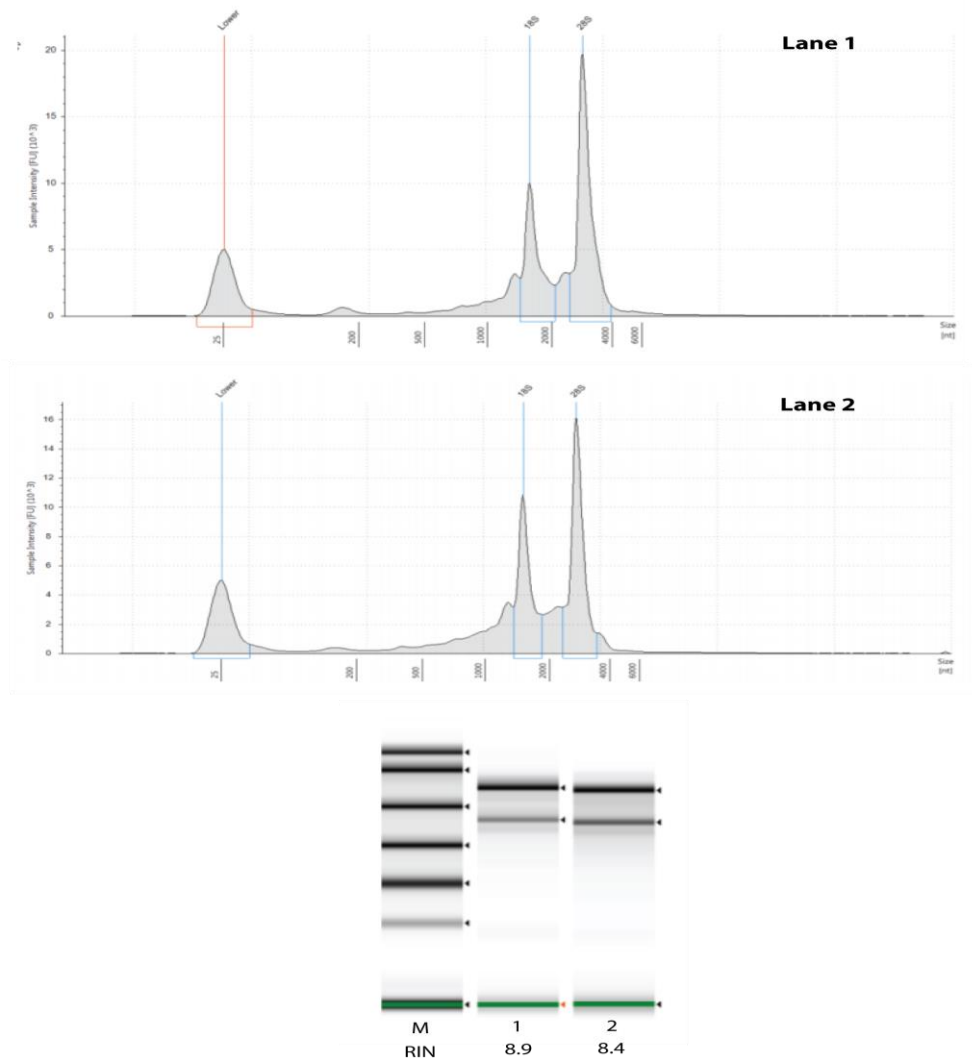 Lower
18S
28S
Lane 1
Sample Intensity [FU] (10^3)
20
15
10
5
0
25
200
500
1000
2000
4000
6000
Size
[nt]
Lower
18S
28S
Lane 2
Sample Intensity [FU] (10^3)
16
14
12
10
8
6
4
2
0
25
200
500
1000
2000
4000
6000
Size
[nt]
M 1 2
RIN 8.9 8.4